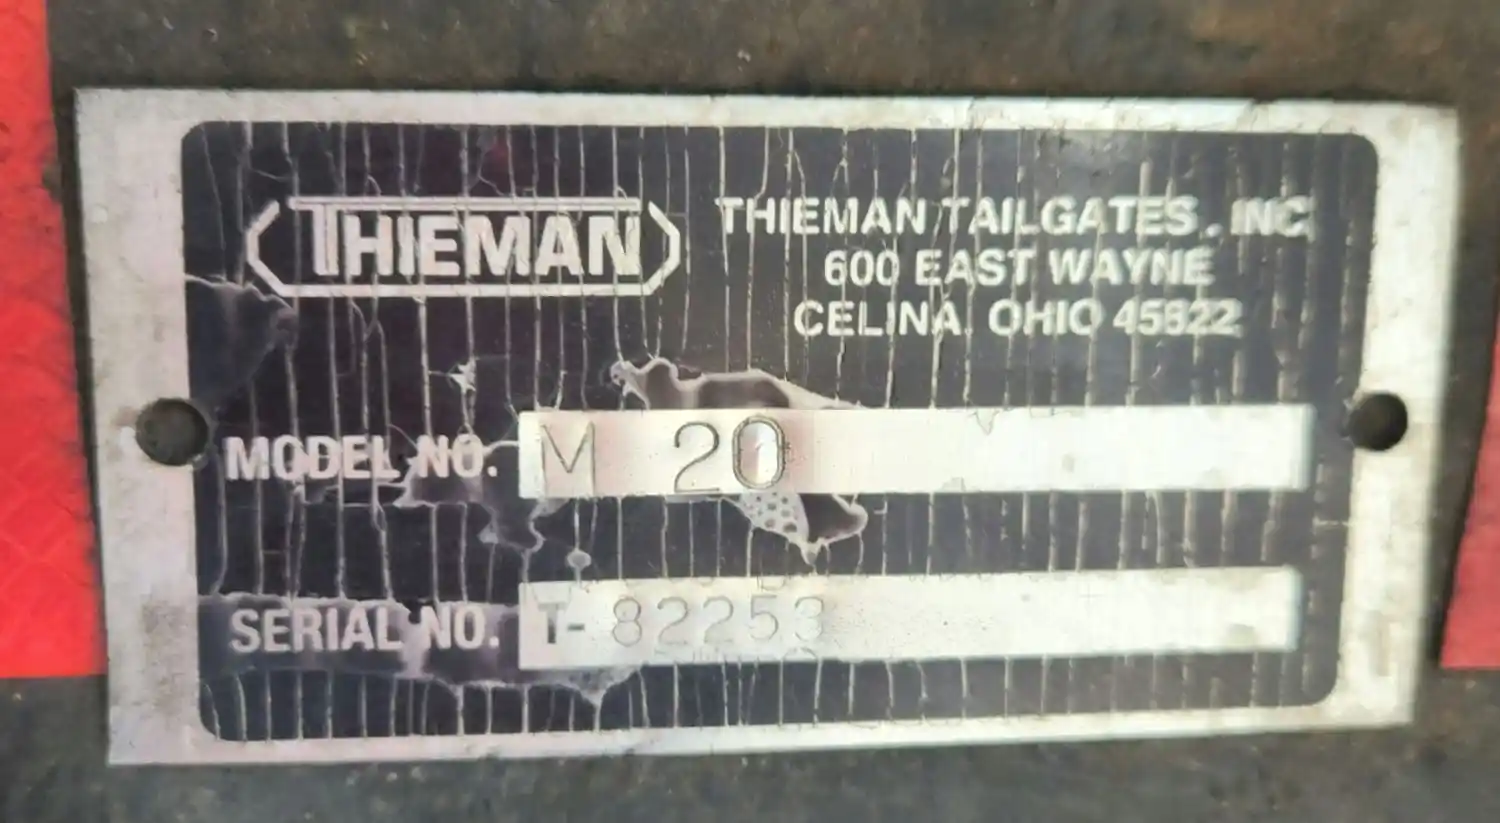 THIEMAN
THIEMAN TAILGATES, INC
600 EAST WAYNE
CELINA, OHIO 45822
MODEL NO. M 20
SERIAL NO. T-82253